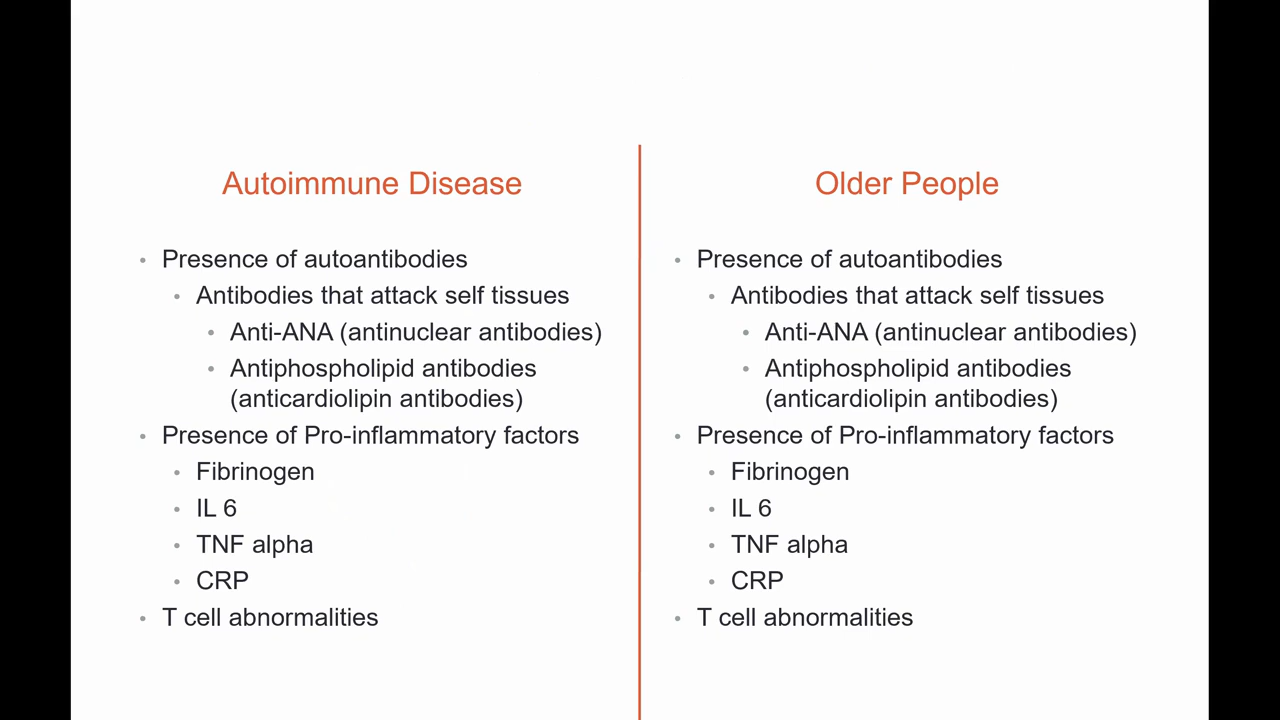 Autoimmune Disease
• Presence of autoantibodies
• Antibodies that attack self tissues
• Anti-ANA (antinuclear antibodies)
• Antiphospholipid antibodies
(anticardiolipin antibodies)
• Presence of Pro-inflammatory factors
• Fibrinogen
• IL 6
• TNF alpha
• CRP
• T cell abnormalities
Older People
• Presence of autoantibodies
• Antibodies that attack self tissues
• Anti-ANA (antinuclear antibodies)
• Antiphospholipid antibodies
(anticardiolipin antibodies)
• Presence of Pro-inflammatory factors
• Fibrinogen
• IL 6
• TNF alpha
• CRP
• T cell abnormalities